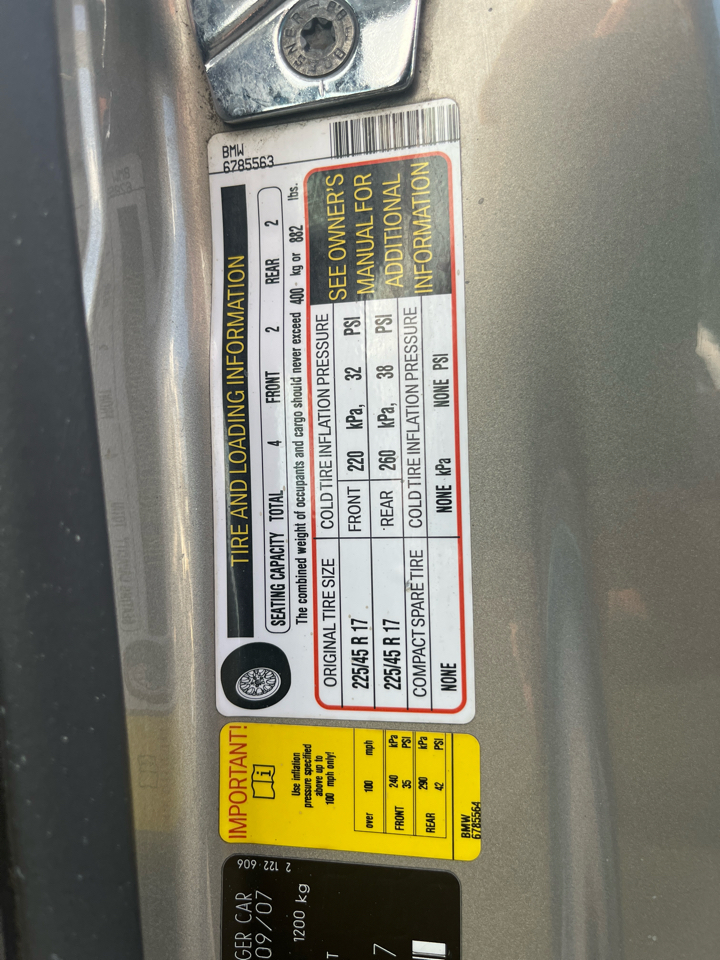 BMW
6785563
TIRE AND LOADING INFORMATION
SEATING CAPACITY TOTAL 4 FRONT 2 REAR 2
The combined weight of occupants and cargo should never exceed 400 kg or 882 lbs.
ORIGINAL TIRE SIZE COLD TIRE INFLATION PRESSURE
225/45 R 17 FRONT 220 kPa, 32 PSI
225/45 R 17 REAR 260 kPa, 38 PSI
COMPACT SPARE TIRE COLD TIRE INFLATION PRESSURE
NONE NONE kPa NONE PSI
SEE OWNER'S
MANUAL FOR
ADDITIONAL
INFORMATION
IMPORTANT!
Use inflation
pressure specified
above up to
100 mph only!
over 100 mph
FRONT 240 kPa
35 PSI
REAR 290 kPa
42 PSI
BMW
6785564
2 122 606
GER CAR
09/07
1200 kg
T
7